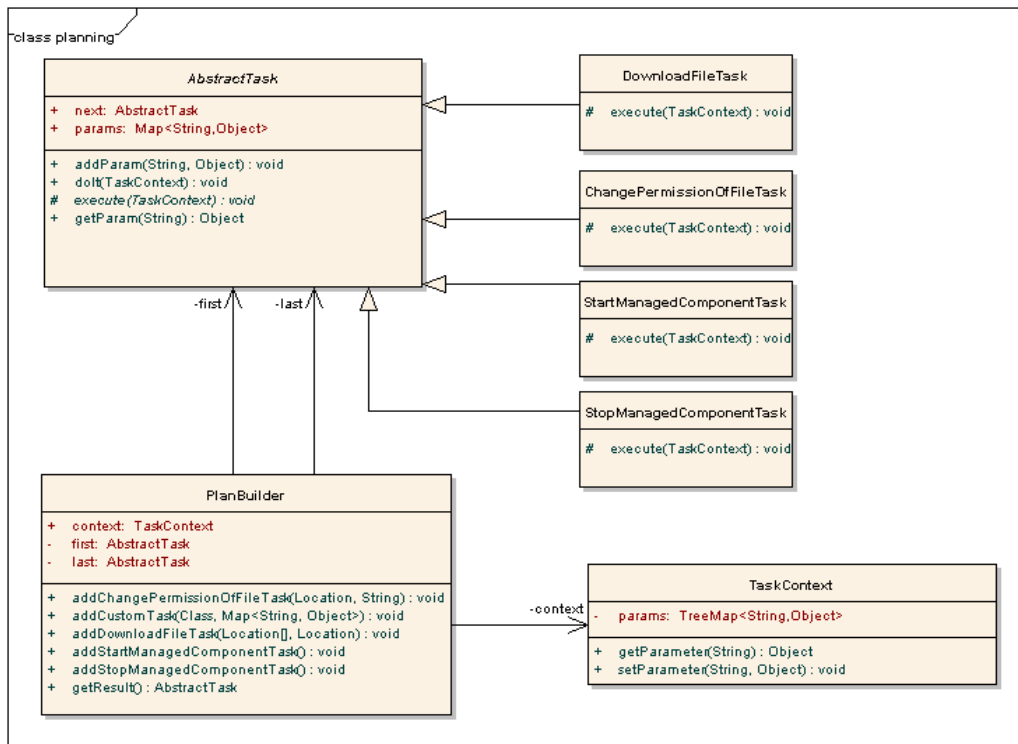 class planning
AbstractTask
+ next: AbstractTask
+ params: Map<String,Object>
+ addParam(String, Object) : void
+ doIt(TaskContext) : void
# execute(TaskContext) : void
+ getParam(String) : Object
DownloadFileTask
# execute(TaskContext) : void
ChangePermissionOfFileTask
# execute(TaskContext) : void
StartManagedComponentTask
# execute(TaskContext) : void
StopManagedComponentTask
# execute(TaskContext) : void
-first
-last
PlanBuilder
+ context: TaskContext
- first: AbstractTask
- last: AbstractTask
+ addChangePermissionOfFileTask(Location, String) : void
+ addCustomTask(Class, Map<String, Object>) : void
+ addDownloadFileTask(Location[], Location) : void
+ addStartManagedComponentTask() : void
+ addStopManagedComponentTask() : void
+ getResult() : AbstractTask
-context
TaskContext
- params: TreeMap<String,Object>
+ getParameter(String) : Object
+ setParameter(String, Object) : void